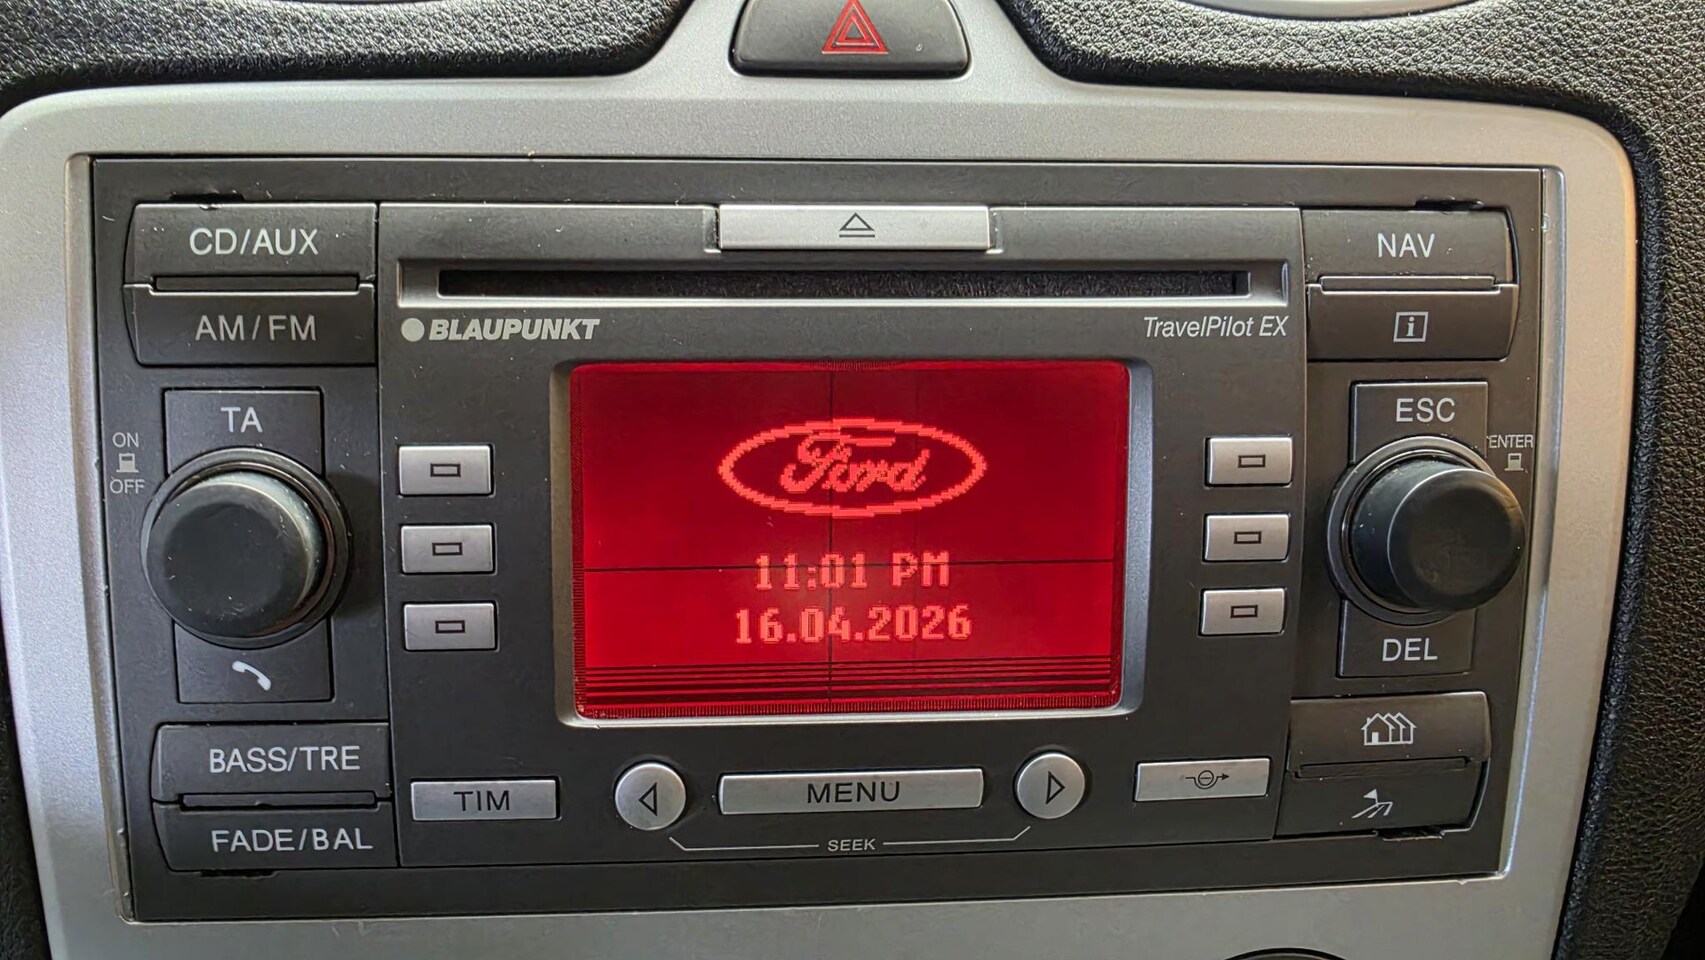 CD/AUX
NAV
AM/FM
BLAUPUNKT
TravelPilot EX
TA
ESC
ON
OFF
ENTER
Ford
11:01 PM
16.04.2026
DEL
BASS/TRE
TIM
MENU
FADE/BAL
SEEK